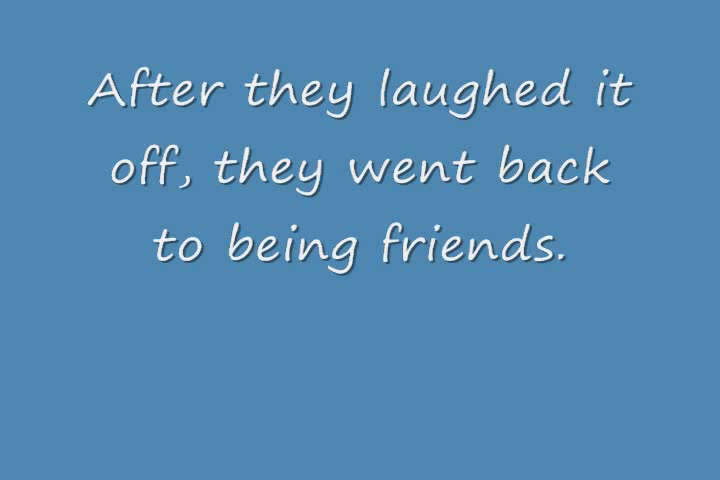 After they laughed it
off, they went back
to being friends.